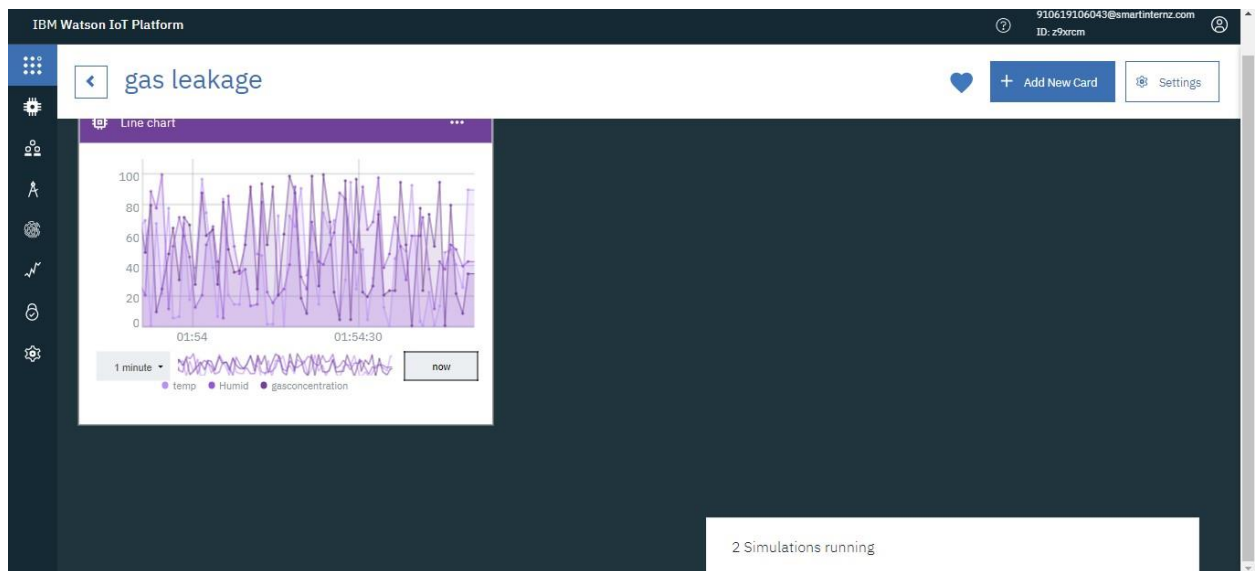 IBM Watson IoT Platform
910619106043@smartinternz.com
ID: z9xrcm
gas leakage
+ Add New Card
Settings
Line chart
100
80
60
40
20
0
01:54
01:54:30
1 minute
now
temp
Humid
gasconcentration
2 Simulations running